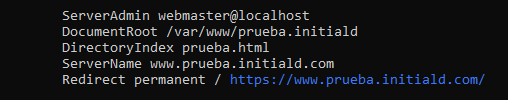 ServerAdmin webmaster@localhost
DocumentRoot /var/www/prueba.initiald
DirectoryIndex prueba.html
ServerName www.prueba.initiald.com
Redirect permanent / https://www.prueba.initiald.com/